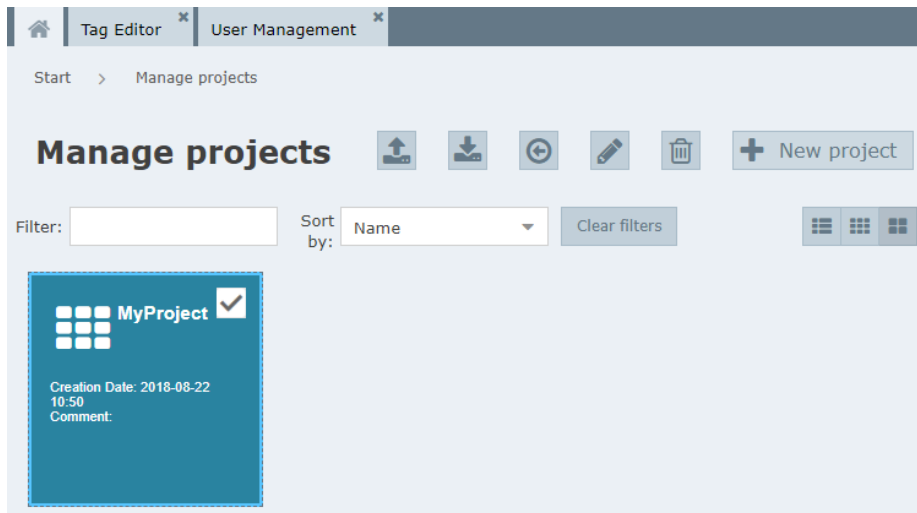 Tag Editor User Management
Start > Manage projects
Manage projects New project
Filter: Sort by: Name Clear filters
MyProject
Creation Date: 2018-08-22
10:50
Comment: